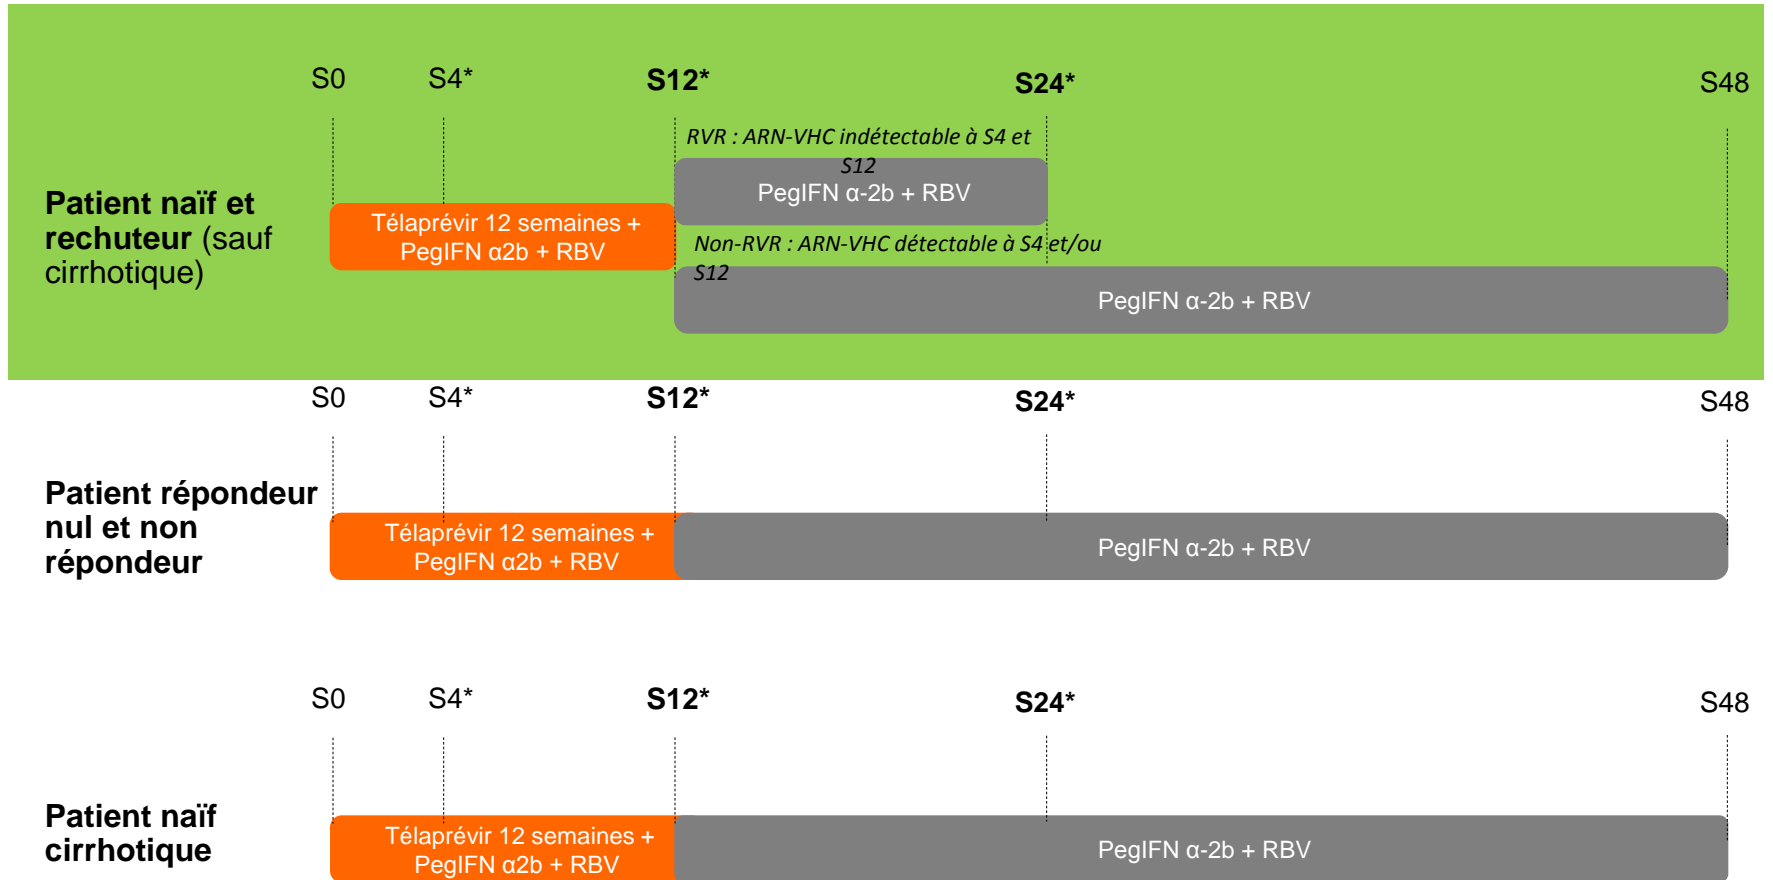 S0 S4* S12* S24* S48
RVR : ARN-VHC indétectable à S4 et
S12
PegIFN α-2b + RBV
Patient naïf et
rechuteur (sauf
cirrhotique)
Télaprévir 12 semaines +
PegIFN α2b + RBV
Non-RVR : ARN-VHC détectable à S4 et/ou
S12
PegIFN α-2b + RBV
S0 S4* S12* S24* S48
Patient répondeur
nul et non
répondeur
Télaprévir 12 semaines +
PegIFN α2b + RBV
PegIFN α-2b + RBV
S0 S4* S12* S24* S48
Patient naïf
cirrhotique
Télaprévir 12 semaines +
PegIFN α2b + RBV
PegIFN α-2b + RBV